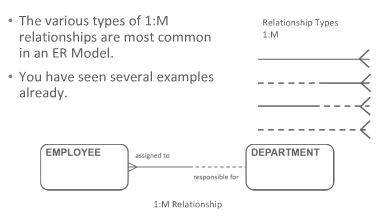 • The various types of 1:M
relationships are most common
in an ER Model.
• You have seen several examples
already.
Relationship Types
1:M
EMPLOYEE
assigned to
responsible for
DEPARTMENT
1:M Relationship